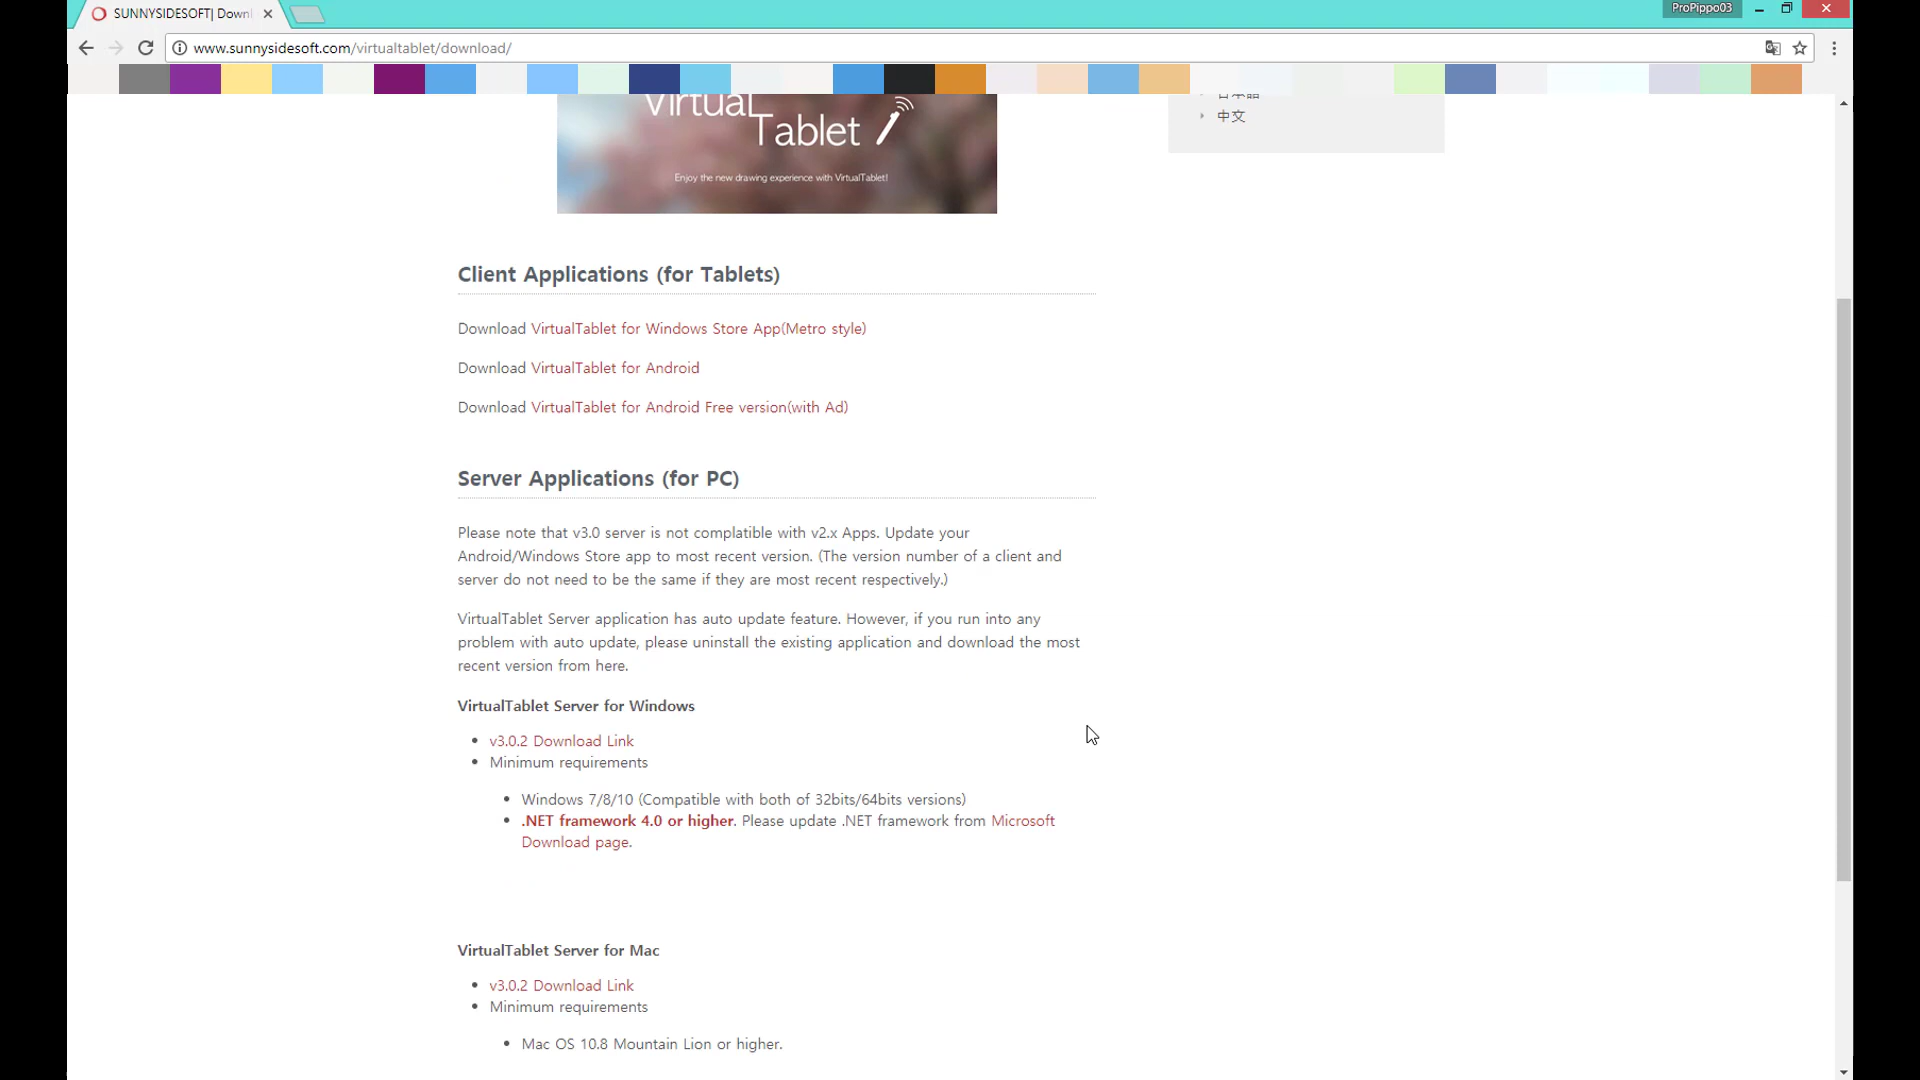 SUNNYSIDESOFT| Downl
ProPippo03
www.sunnysidesoft.com/virtualtablet/download/
Virtual
Tablet
Enjoy the new drawing experience with VirtualTablet!
日本語
中文
Client Applications (for Tablets)
Download VirtualTablet for Windows Store App(Metro style)
Download VirtualTablet for Android
Download VirtualTablet for Android Free version(with Ad)
Server Applications (for PC)
Please note that v3.0 server is not complatible with v2.x Apps. Update your
Android/Windows Store app to most recent version. (The version number of a client and
server do not need to be the same if they are most recent respectively.)
VirtualTablet Server application has auto update feature. However, if you run into any
problem with auto update, please uninstall the existing application and download the most
recent version from here.
VirtualTablet Server for Windows
v3.0.2 Download Link
Minimum requirements
Windows 7/8/10 (Compatible with both of 32bits/64bits versions)
.NET framework 4.0 or higher. Please update .NET framework from Microsoft
Download page.
VirtualTablet Server for Mac
v3.0.2 Download Link
Minimum requirements
Mac OS 10.8 Mountain Lion or higher.